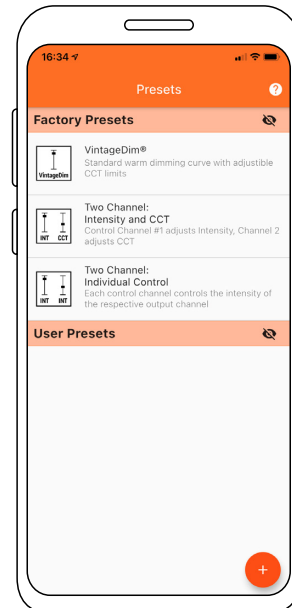 16:34
Presets
?
Factory Presets
VintageDim
VintageDim®
Standard warm dimming curve with adjustible
CCT limits
INT CCT
Two Channel:
Intensity and CCT
Control Channel #1 adjusts Intensity, Channel 2
adjusts CCT
INT INT
Two Channel:
Individual Control
Each control channel controls the intensity of
the respective output channel
User Presets
+